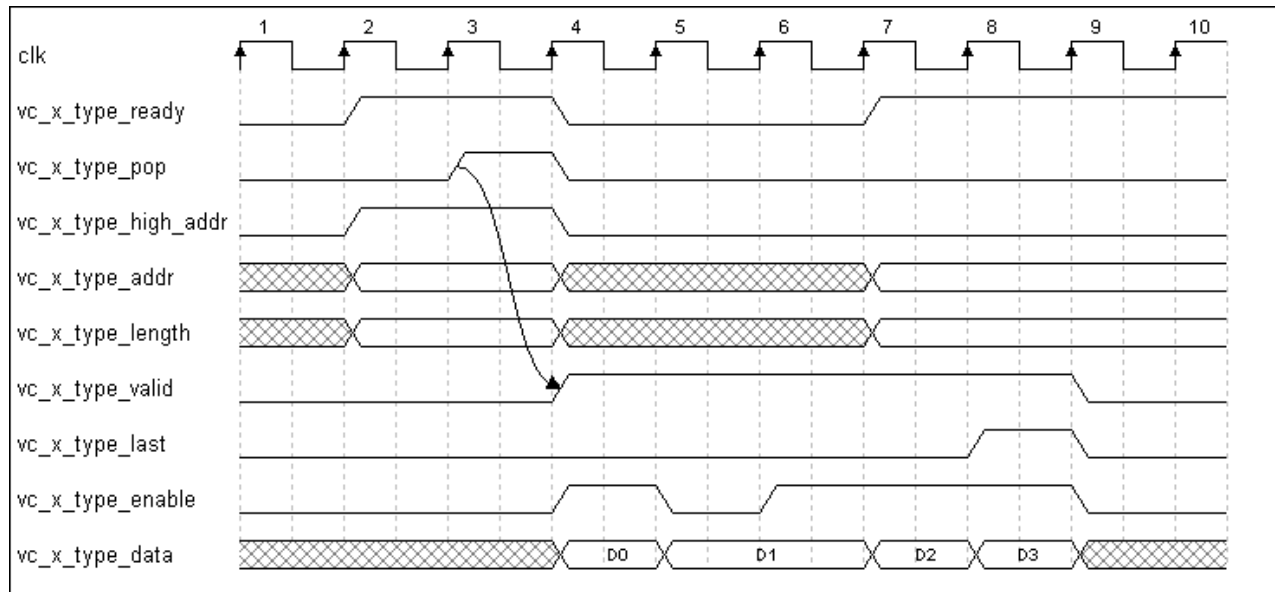 1 2 3 4 5 6 7 8 9 10
clk
vc_x_type_ready
vc_x_type_pop
vc_x_type_high_addr
vc_x_type_addr
vc_x_type_length
vc_x_type_valid
vc_x_type_last
vc_x_type_enable
vc_x_type_data D0 D1 D2 D3